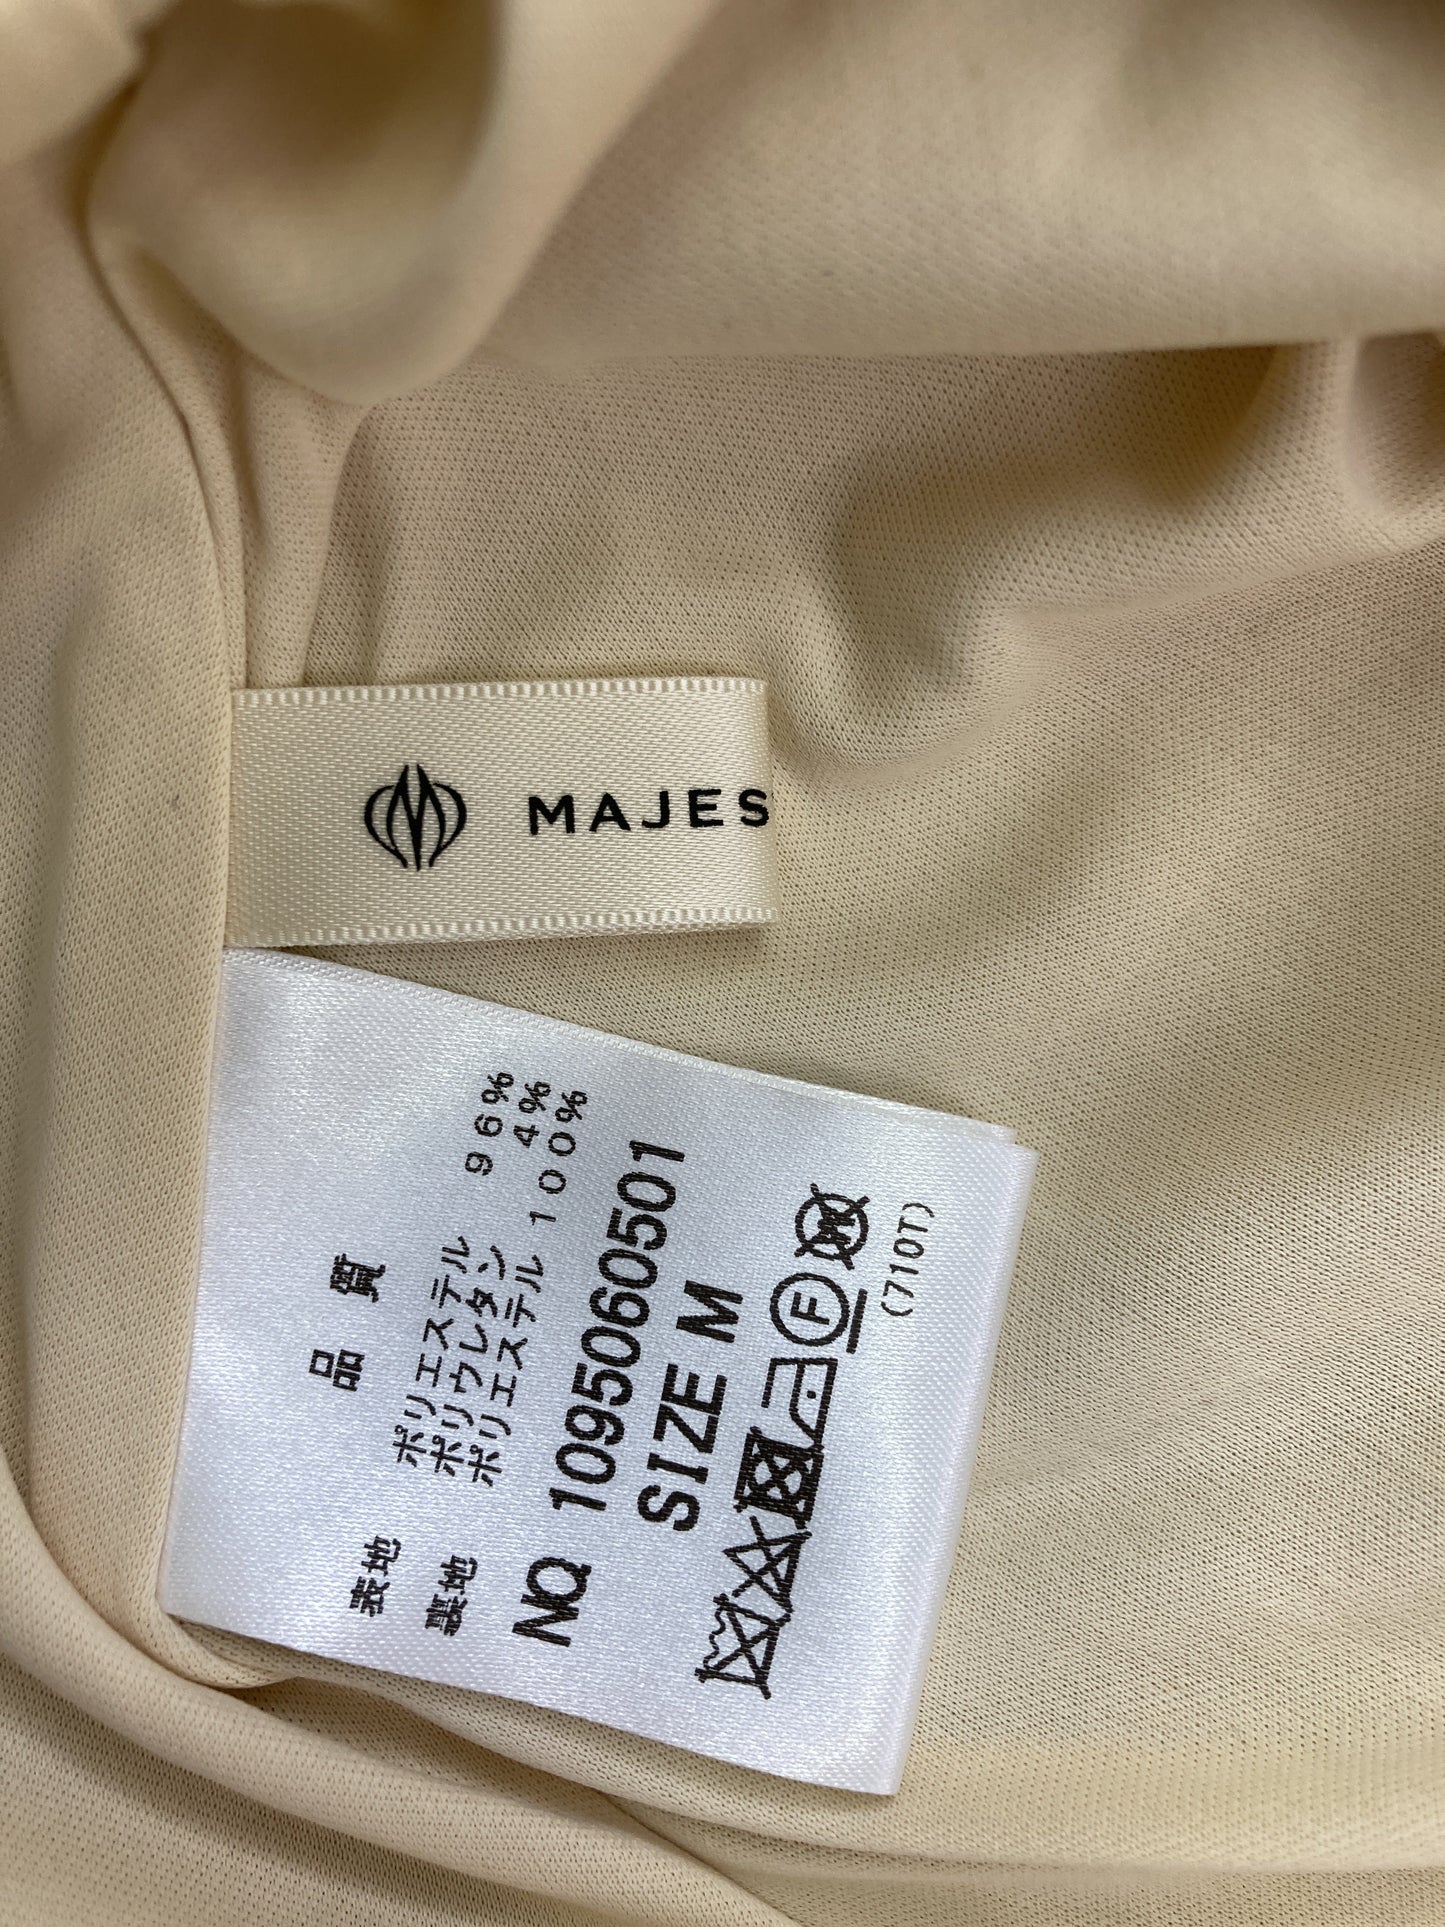 MAJES
品質
表地 ポリエステル 96%
ポリウレタン 4%
裏地 ポリエステル 100%
NQ 1095060501
SIZE M
F
(710T)